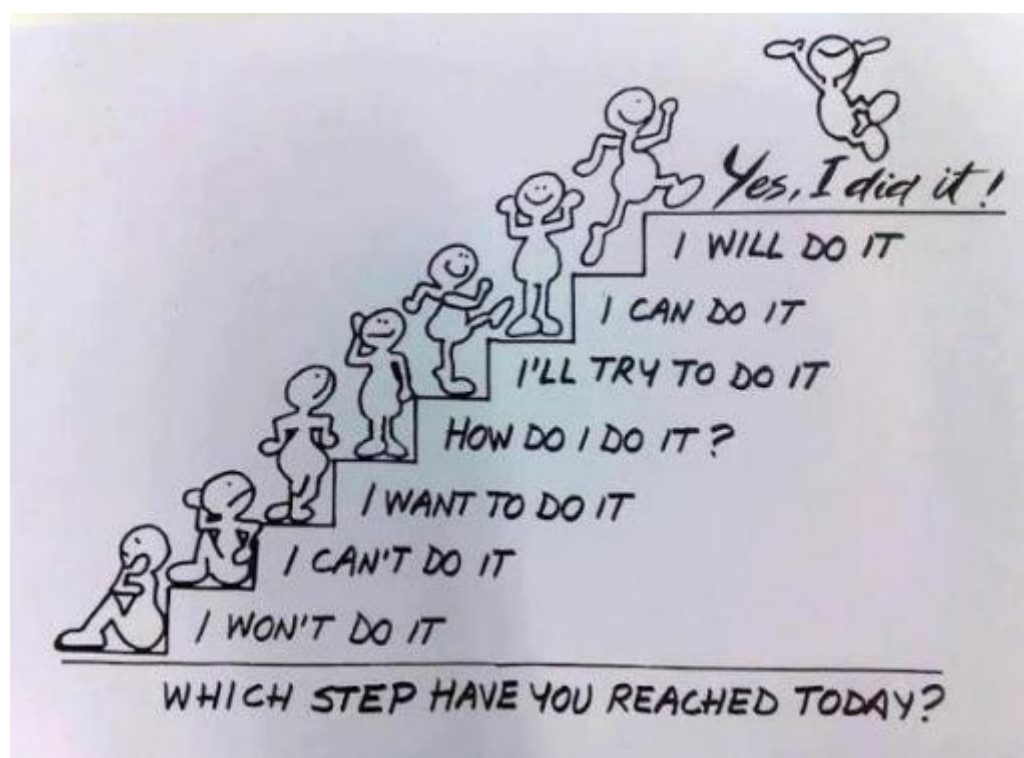 Yes, I did it!
I WILL DO IT
I CAN DO IT
I'LL TRY TO DO IT
HOW DO I DO IT?
I WANT TO DO IT
I CAN'T DO IT
I WON'T DO IT
WHICH STEP HAVE YOU REACHED TODAY?